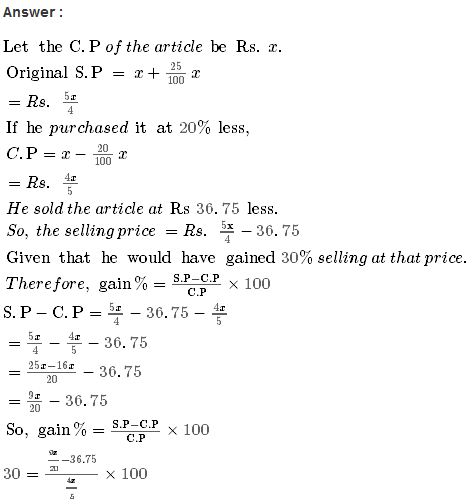 Answer :
Let the C. P of the article be Rs. x.
Original S. P = x + 25/100 x
= Rs. 5x/4
If he purchased it at 20% less,
C. P = x − 20/100 x
= Rs. 4x/5
He sold the article at Rs 36. 75 less.
So, the selling price = Rs. 5x/4 − 36. 75
Given that he would have gained 30% selling at that price.
Therefore, gain % = S.P−C.P/C.P × 100
S. P − C. P = 5x/4 − 36. 75 − 4x/5
= 5x/4 − 4x/5 − 36. 75
= 25x−16x/20 − 36. 75
= 9x/20 − 36. 75
So, gain % = S.P−C.P/C.P × 100
30 = (9x/20 −36.75)/(4x/5) × 100